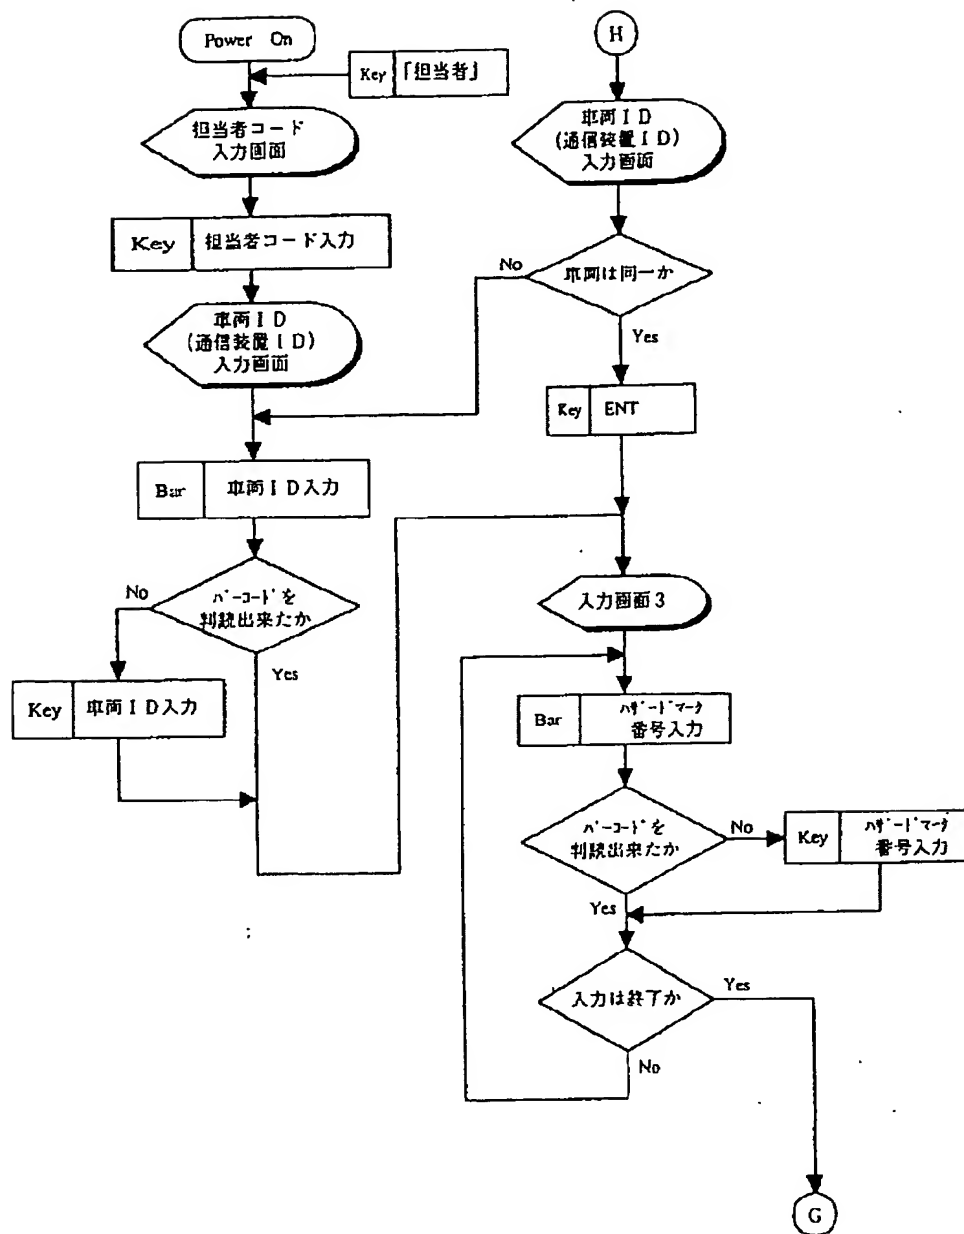 Power On
Key 「担当者」
担当者コード
入力画面
Key 担当者コード入力
車両ID
(通信装置ID)
入力画面
Bar 車両ID入力
バーコードを
判読出来たか
No
Yes
Key 車両ID入力
H
車両ID
(通信装置ID)
入力画面
車両は同一か
No
Yes
Key ENT
入力画面3
Bar ハザードマーク
番号入力
バーコードを
判読出来たか
No
Key ハザードマーク
番号入力
Yes
入力は終了か
Yes
No
G